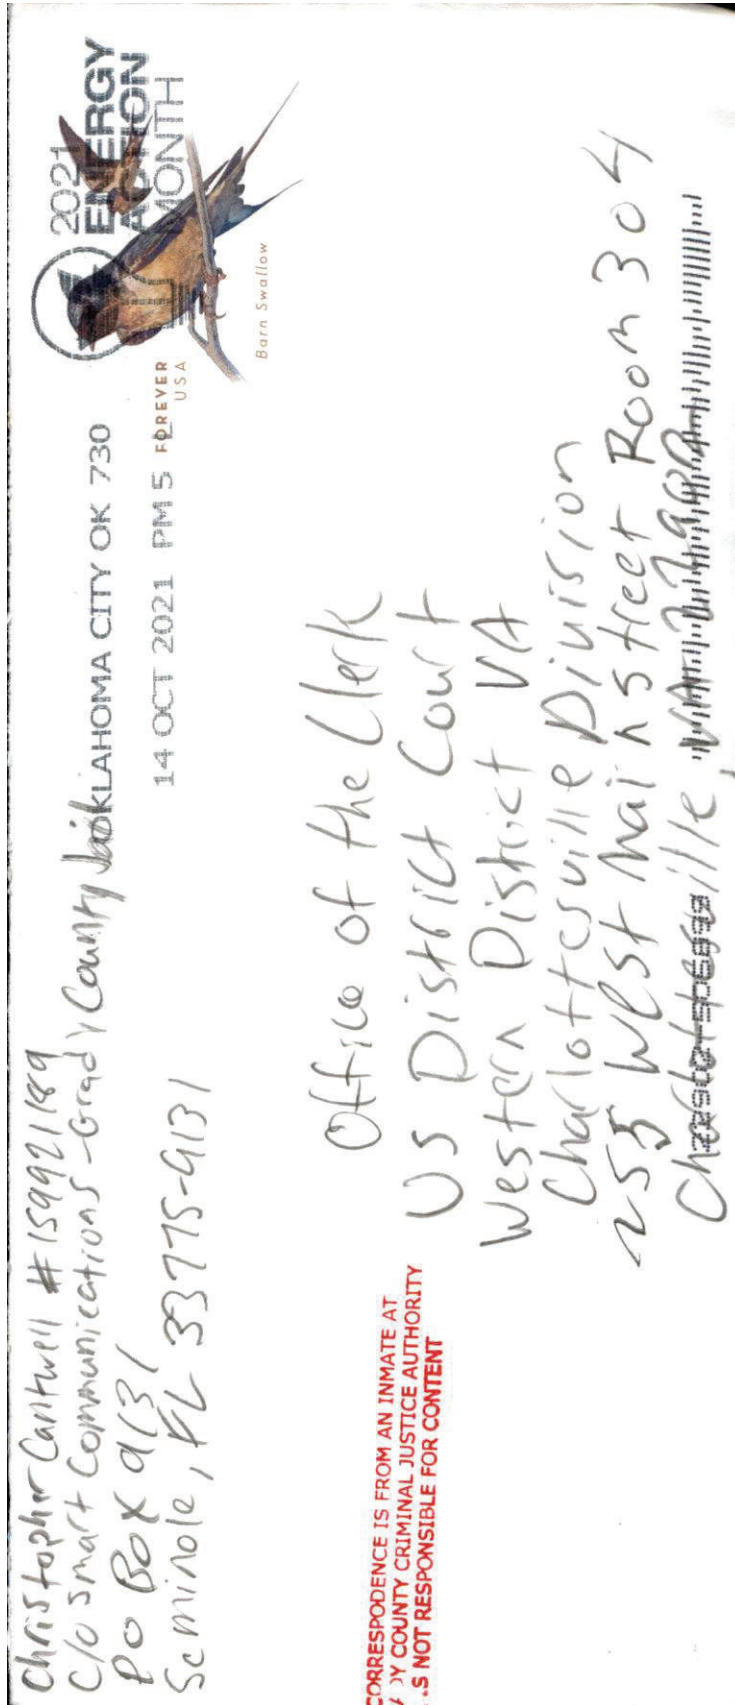 Christopher Cantwell #159921189
C/o Smart Communications - Grady County Jail
PO Box 9131
Seminole, FL 33775-9131
OKLAHOMA CITY OK 730
14 OCT 2021 PM 5 L
2021
ENERGY
ACTION
MONTH
FOREVER
USA
Barn Swallow
Office of the Clerk
US District Court
Western District VA
Charlottesville Division
255 West Main Street Room 304
Charlottesville, VA
CORRESPODENCE IS FROM AN INMATE AT
DY COUNTY CRIMINAL JUSTICE AUTHORITY
IS NOT RESPONSIBLE FOR CONTENT